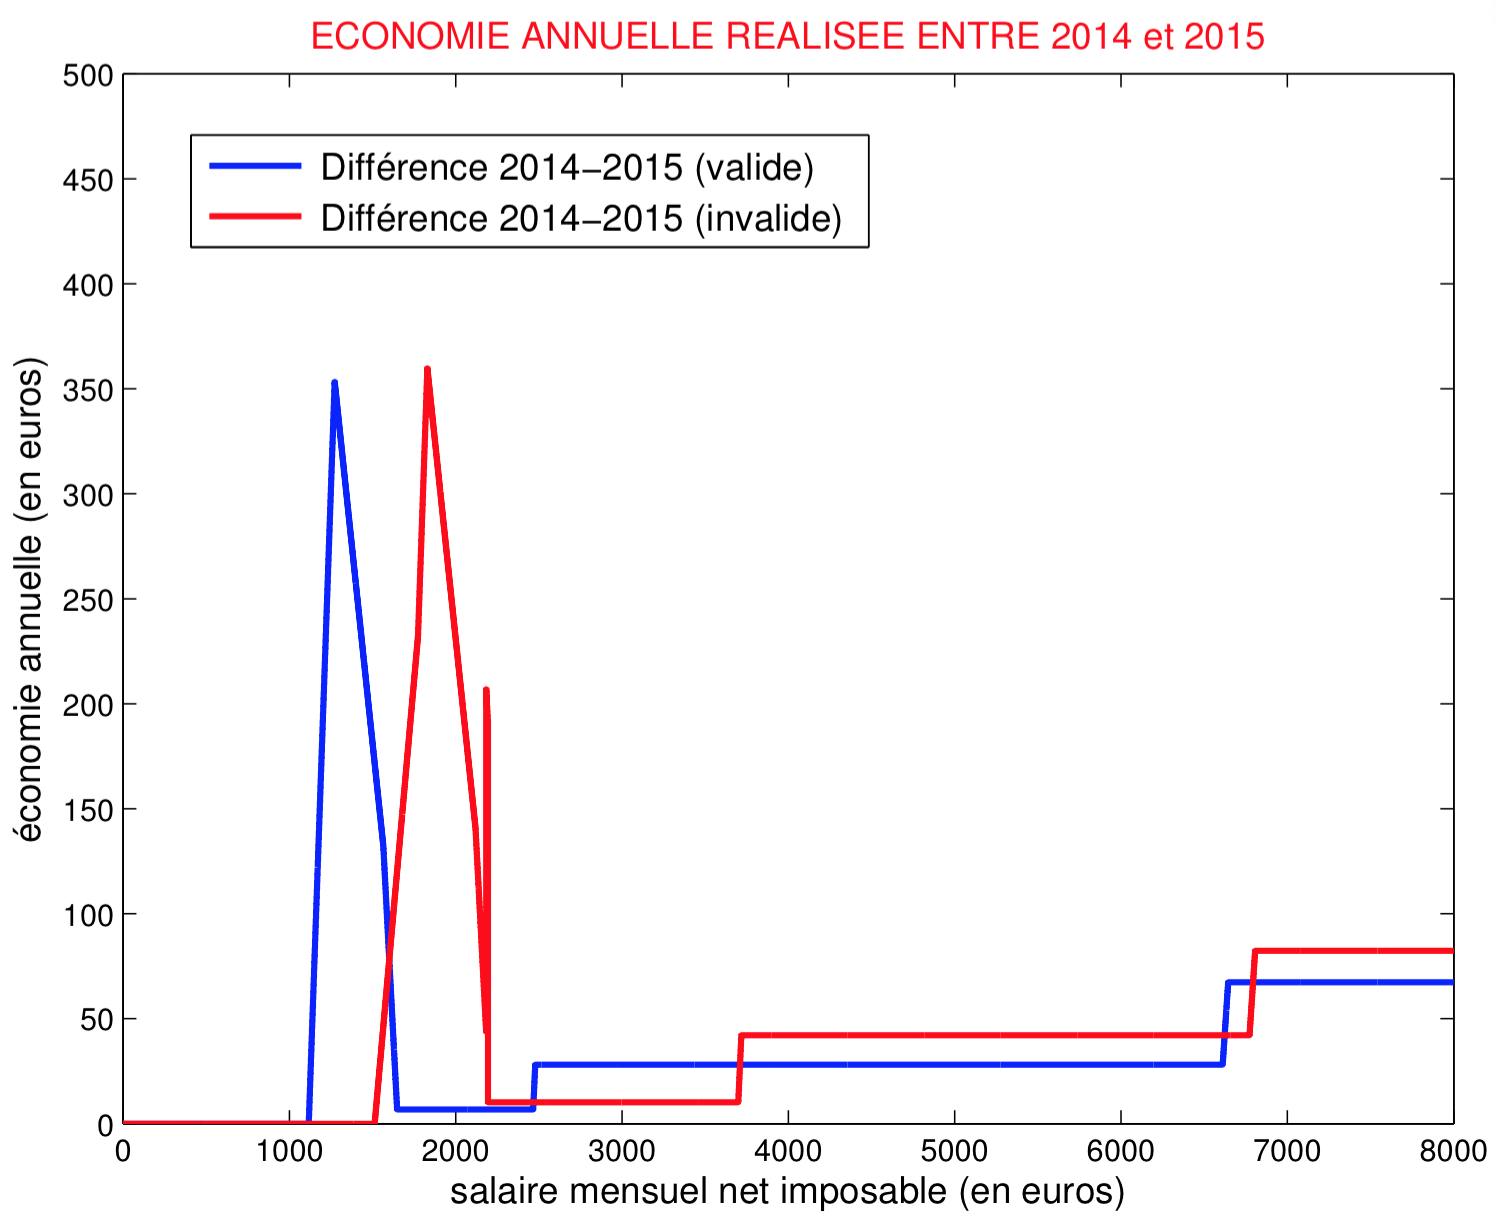 ECONOMIE ANNUELLE REALISEE ENTRE 2014 et 2015
500
450
400
350
300
250
200
150
100
50
0
Différence 2014−2015 (valide)
Différence 2014−2015 (invalide)
économie annuelle (en euros)
0 1000 2000 3000 4000 5000 6000 7000 8000
salaire mensuel net imposable (en euros)